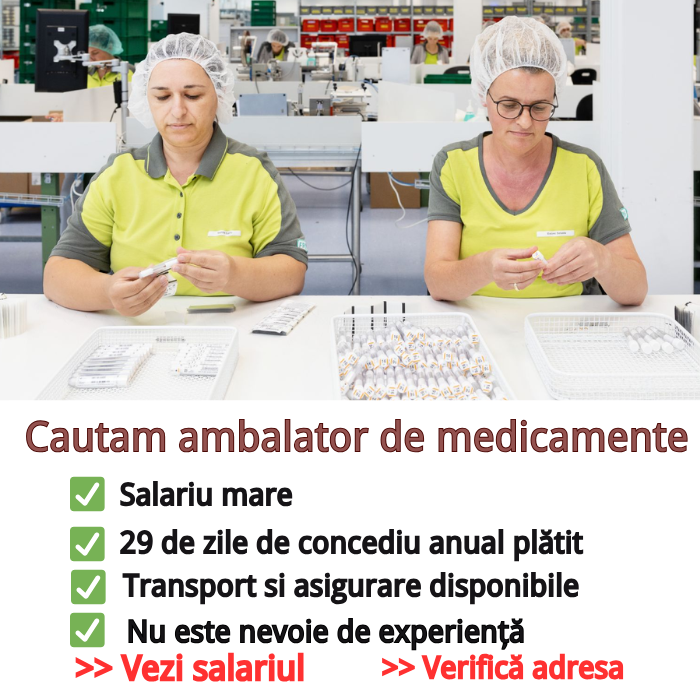 Cautam ambalator de medicamente
Salariu mare
29 de zile de concediu anual plătit
Transport si asigurare disponibile
Nu este nevoie de experiență
>> Vezi salariul >> Verifică adresa